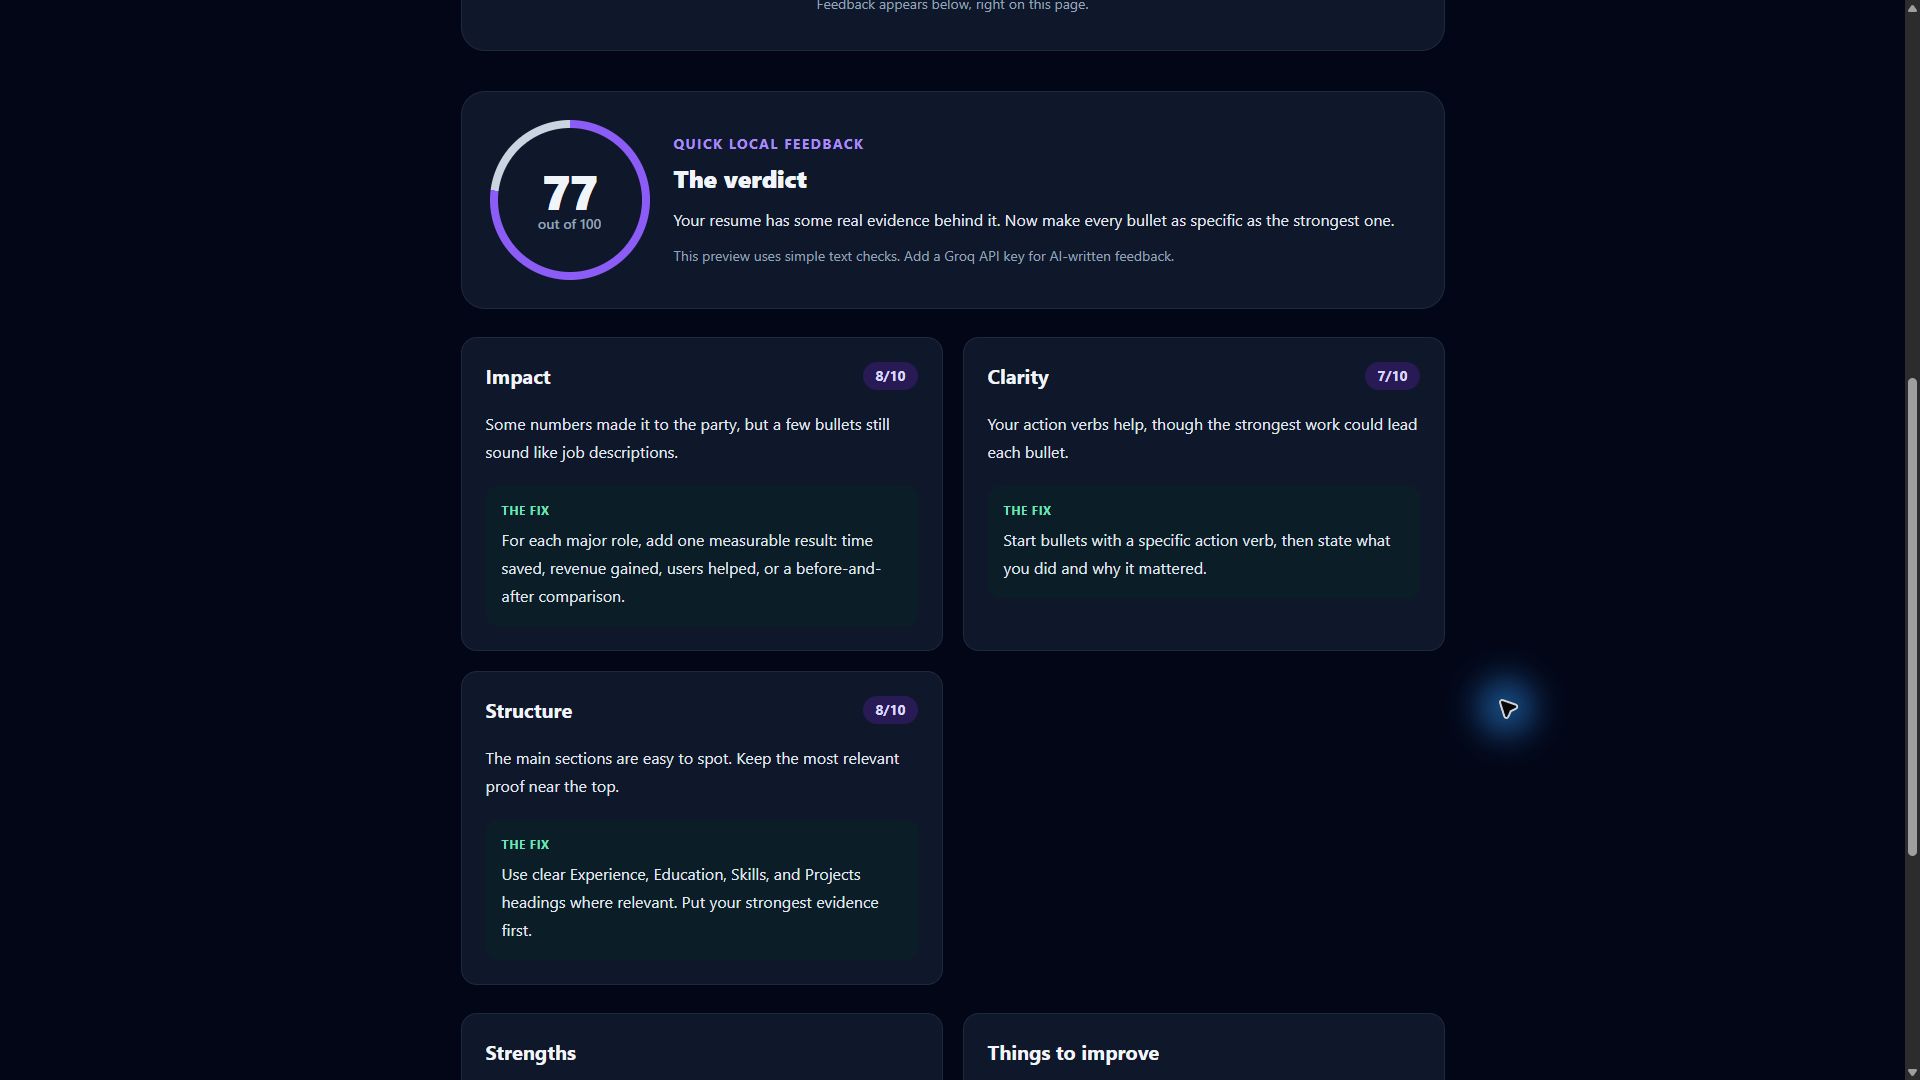 Feedback appears below, right on this page.
77
out of 100
QUICK LOCAL FEEDBACK
The verdict
Your resume has some real evidence behind it. Now make every bullet as specific as the strongest one.
This preview uses simple text checks. Add a Groq API key for AI-written feedback.
Impact
8/10
Some numbers made it to the party, but a few bullets still
sound like job descriptions.
THE FIX
For each major role, add one measurable result: time
saved, revenue gained, users helped, or a before-and-
after comparison.
Clarity
7/10
Your action verbs help, though the strongest work could lead
each bullet.
THE FIX
Start bullets with a specific action verb, then state what
you did and why it mattered.
Structure
8/10
The main sections are easy to spot. Keep the most relevant
proof near the top.
THE FIX
Use clear Experience, Education, Skills, and Projects
headings where relevant. Put your strongest evidence
first.
Strengths
Things to improve